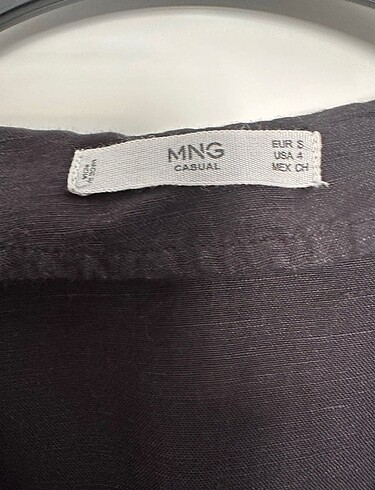 MNG
CASUAL
EUR S
USA 4
MEX CH